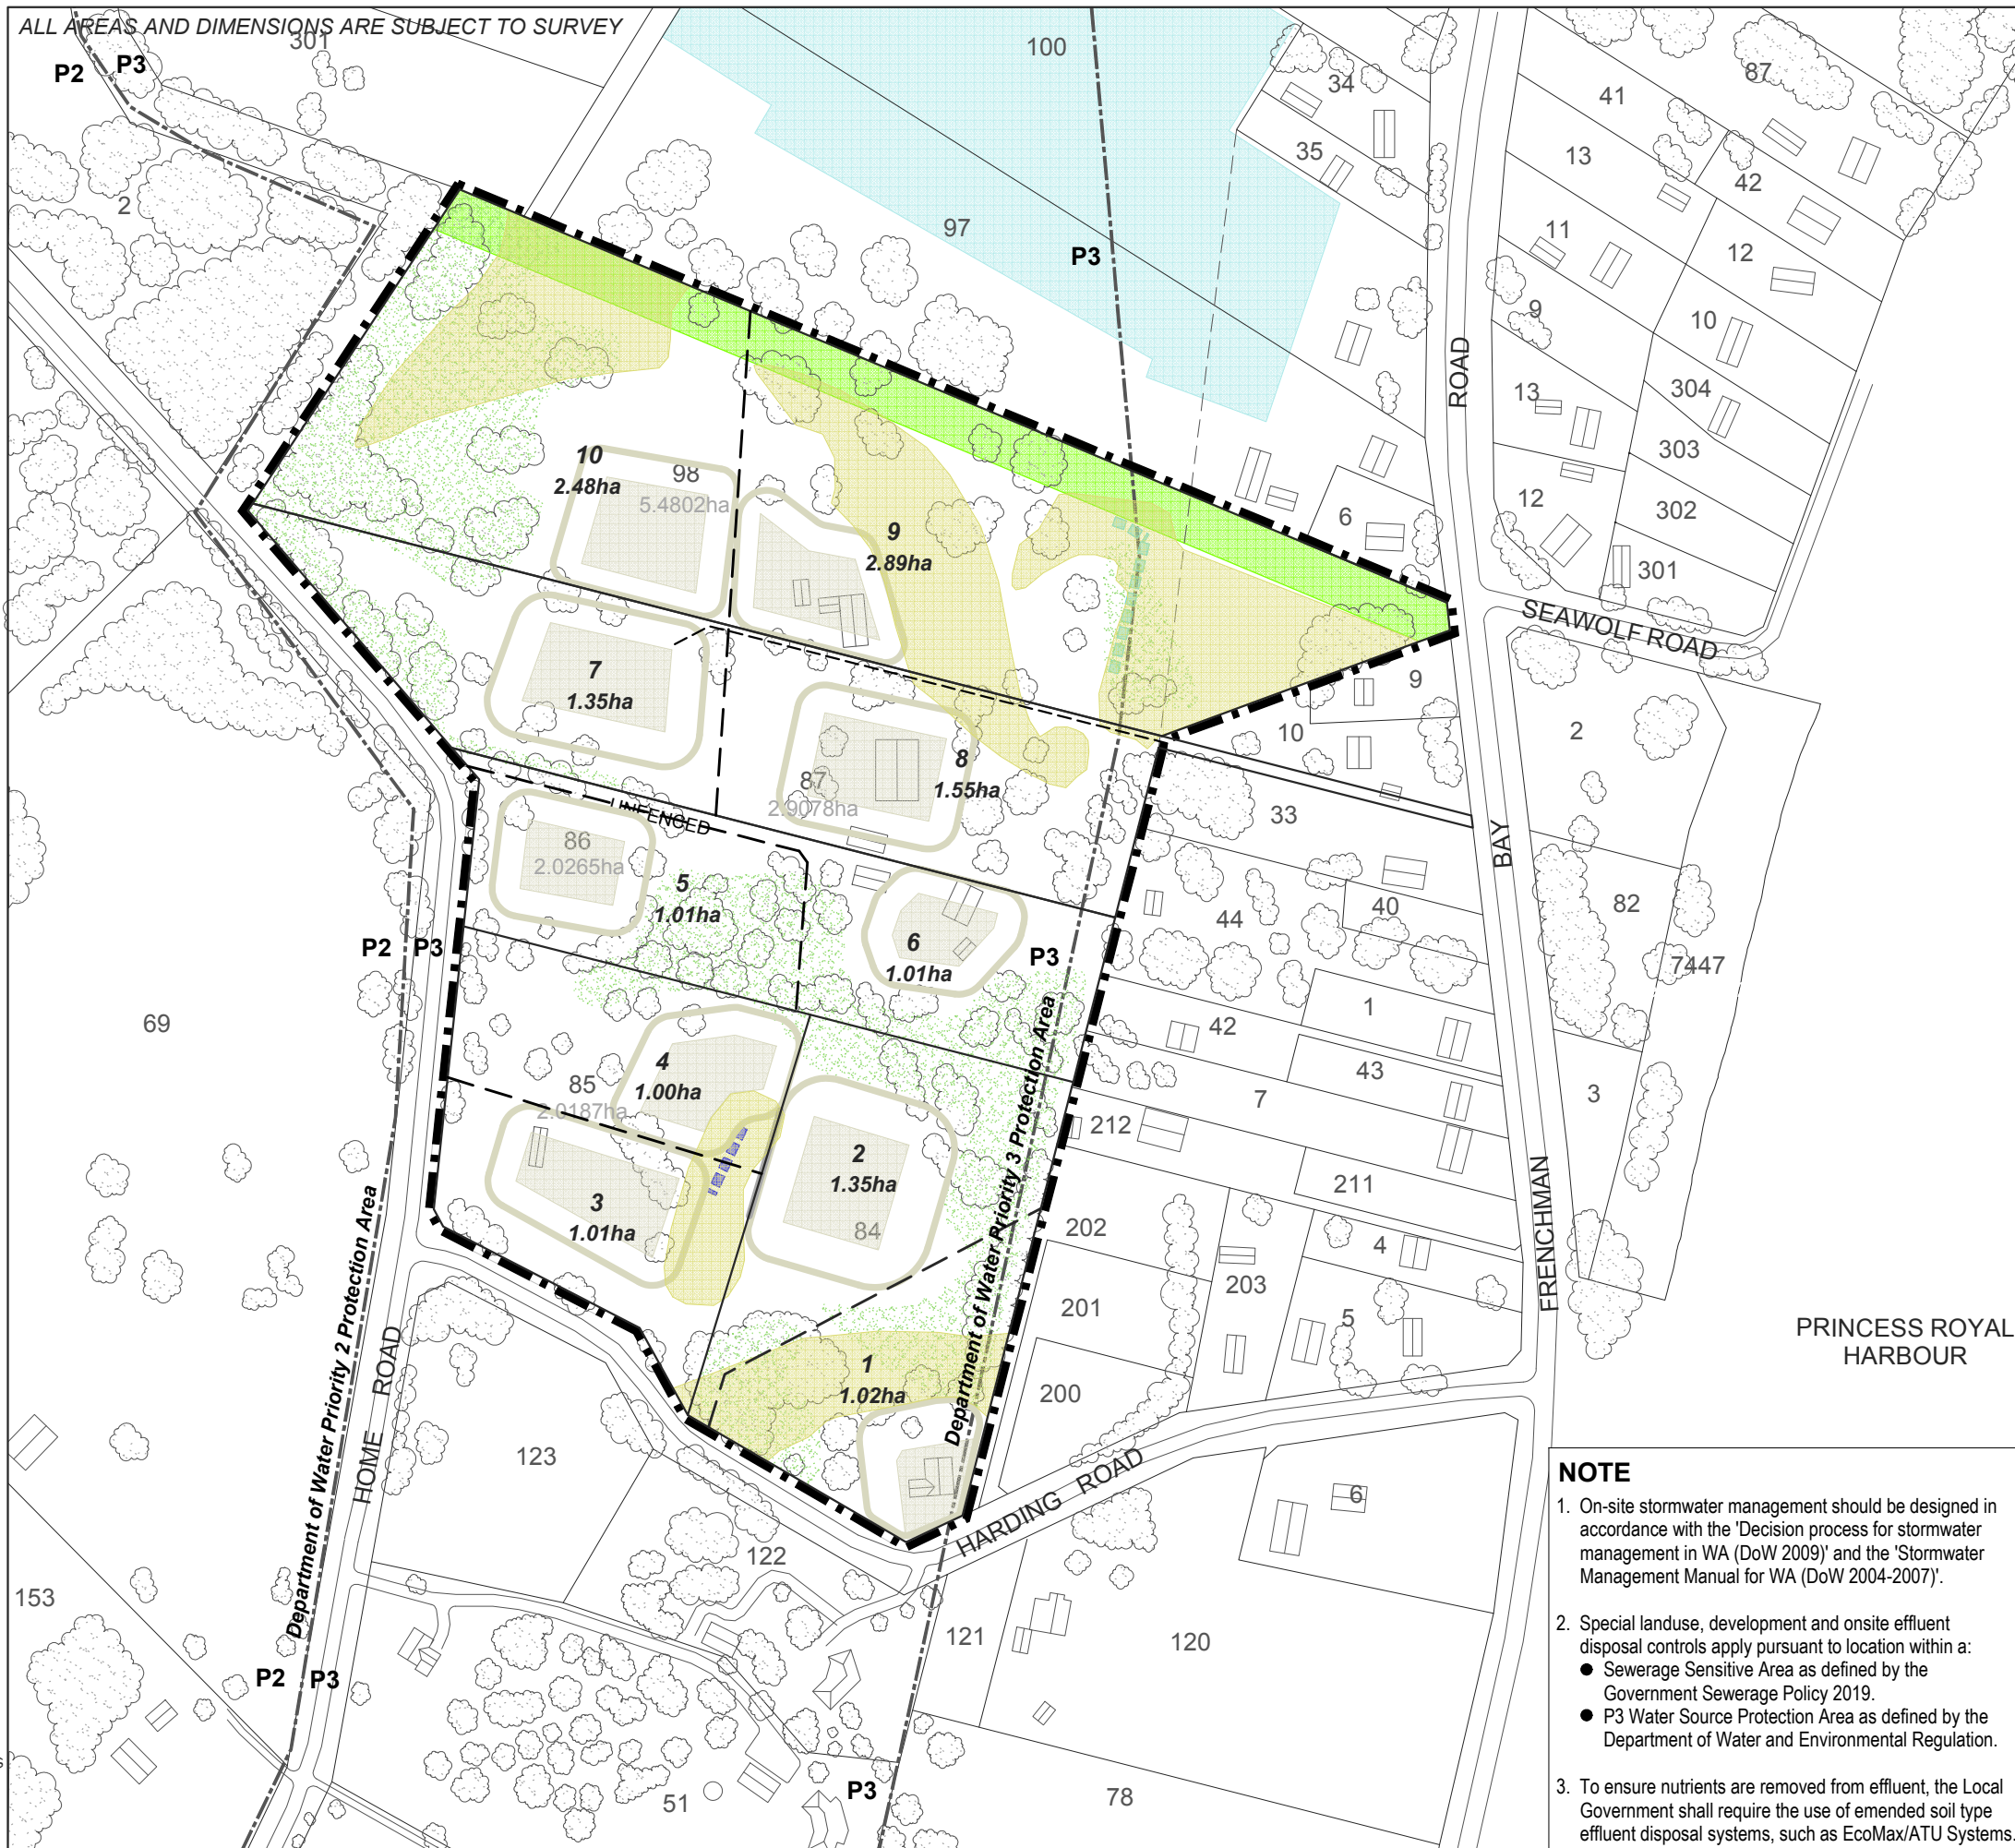 ALL AREAS AND DIMENSIONS ARE SUBJECT TO SURVEY
301
100
P2
P3
34
87
41
35
13
42
2
97
P3
11
12
9
10
ROAD
13
304
303
10
2.48ha
98
5.4802ha
12
302
6
9
2.89ha
301
SEAWOLF ROAD
7
1.35ha
9
10
2
8
1.55ha
87
2.9078ha
UNFENCED
33
BAY
86
2.0265ha
5
1.01ha
44
40
82
6
1.01ha
P2
P3
P3
7447
69
1
42
43
4
1.00ha
85
2.0187ha
7
3
212
2
1.35ha
84
211
3
1.01ha
202
4
203
FRENCHMAN
201
5
Department of Water Priority 3 Protection Area
Department of Water Priority 2 Protection Area
PRINCESS ROYAL
HARBOUR
1
1.02ha
200
HOME ROAD
123
HARDING ROAD
6
122
153
121
120
P2
P3
51
P3
78
NOTE
1. On-site stormwater management should be designed in
accordance with the 'Decision process for stormwater
management in WA (DoW 2009)' and the 'Stormwater
Management Manual for WA (DoW 2004-2007)'.
2. Special landuse, development and onsite effluent
disposal controls apply pursuant to location within a:
● Sewerage Sensitive Area as defined by the
Government Sewerage Policy 2019.
● P3 Water Source Protection Area as defined by the
Department of Water and Environmental Regulation.
3. To ensure nutrients are removed from effluent, the Local
Government shall require the use of emended soil type
effluent disposal systems, such as EcoMax/ATU Systems.